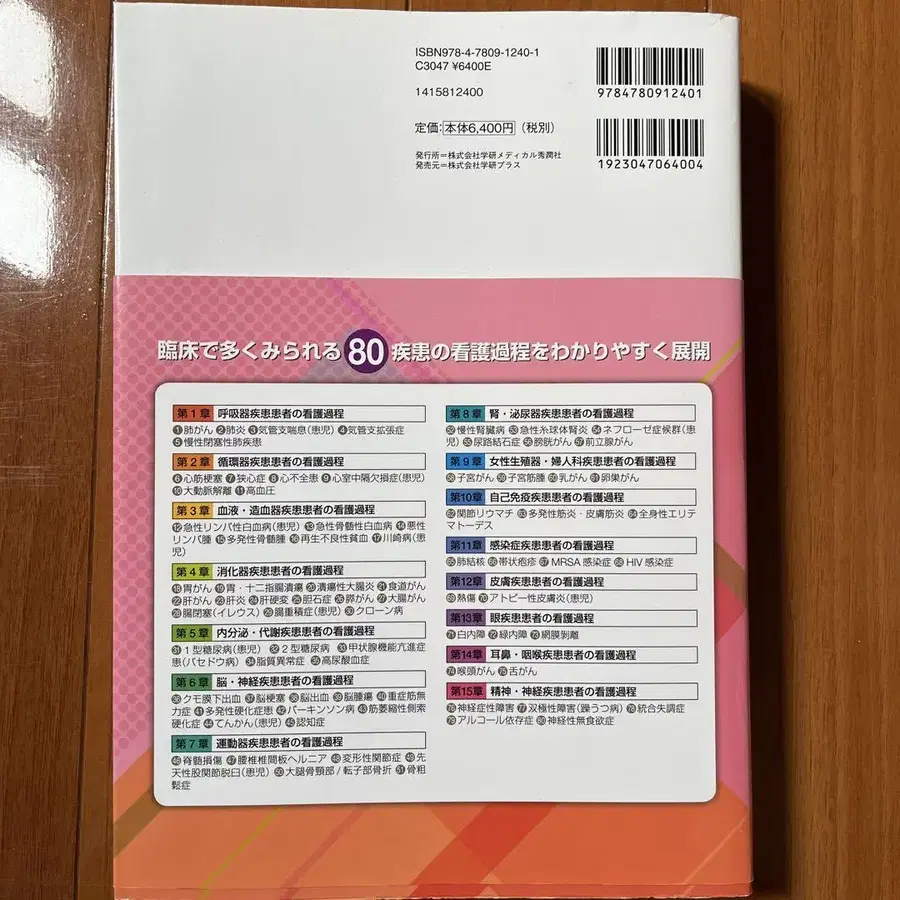 ISBN978-4-7809-1240-1
C3047 ¥6400E
9784780912401
1415812400
定価:本体6,400円(税別)
発行所=株式会社学研メディカル秀潤社
発売元=株式会社学研プラス
1923047064004
臨床で多くみられる80疾患の看護過程をわかりやすく展開
第1章 呼吸器疾患患者の看護過程
①肺がん ②肺炎 ③気管支喘息(患児) ④気管支拡張症
⑤慢性閉塞性肺疾患
第2章 循環器疾患患者の看護過程
⑥心筋梗塞 ⑦狭心症 ⑧心不全患 ⑨心室中隔欠損症(患児)
⑩大動脈解離 ⑪高血圧
第3章 血液・造血器疾患患者の看護過程
⑫急性リンパ性白血病(患児) ⑬急性骨髄性白血病 ⑭悪性
リンパ腫 ⑮多発性骨髄腫 ⑯再生不良性貧血 ⑰川崎病(患
児)
第4章 消化器疾患患者の看護過程
⑱胃がん ⑲胃・十二指腸潰瘍 ⑳潰瘍性大腸炎 ㉑食道がん
㉒肝がん ㉓肝炎 ㉔肝硬変 ㉕胆石症 ㉖膵がん ㉗大腸がん
㉘腸閉塞(イレウス) ㉙腸重積症(患児) ㉚クローン病
第5章 内分泌・代謝疾患患者の看護過程
㉛1型糖尿病(患児) ㉜2型糖尿病 ㉝甲状腺機能亢進症
患(バセドウ病) ㉞脂質異常症 ㉟高尿酸血症
第6章 脳・神経疾患患者の看護過程
㊱クモ膜下出血 ㊲脳梗塞 ㊳脳出血 ㊴脳腫瘍 ㊵重症筋無
力症 ㊶多発性硬化症患 ㊷パーキンソン病 ㊸筋萎縮性側索
硬化症 ㊹てんかん(患児) ㊺認知症
第7章 運動器疾患患者の看護過程
㊻脊髄損傷 ㊼腰椎椎間板ヘルニア ㊽変形性関節症 ㊾先
天性股関節脱臼(患児) ㊿大腿骨頸部/転子部骨折 51骨粗
鬆症
第8章 腎・泌尿器疾患患者の看護過程
52慢性腎臓病 53急性糸球体腎炎 54ネフローゼ症候群(患
児) 55尿路結石症 56膀胱がん 57前立腺がん
第9章 女性生殖器・婦人科疾患患者の看護過程
58子宮がん 59子宮筋腫 60乳がん 61卵巣がん
第10章 自己免疫疾患患者の看護過程
62関節リウマチ 63多発性筋炎・皮膚筋炎 64全身性エリテ
マトーデス
第11章 感染症疾患患者の看護過程
65肺結核 66帯状疱疹 67MRSA感染症 68HIV感染症
第12章 皮膚疾患患者の看護過程
69熱傷 70アトピー性皮膚炎(患児)
第13章 眼疾患患者の看護過程
71白内障 72緑内障 73網膜剥離
第14章 耳鼻・咽喉疾患患者の看護過程
74喉頭がん 75舌がん
第15章 精神・神経疾患患者の看護過程
76神経症性障害 77双極性障害(躁うつ病) 78統合失調症
79アルコール依存症 80神経性無食欲症